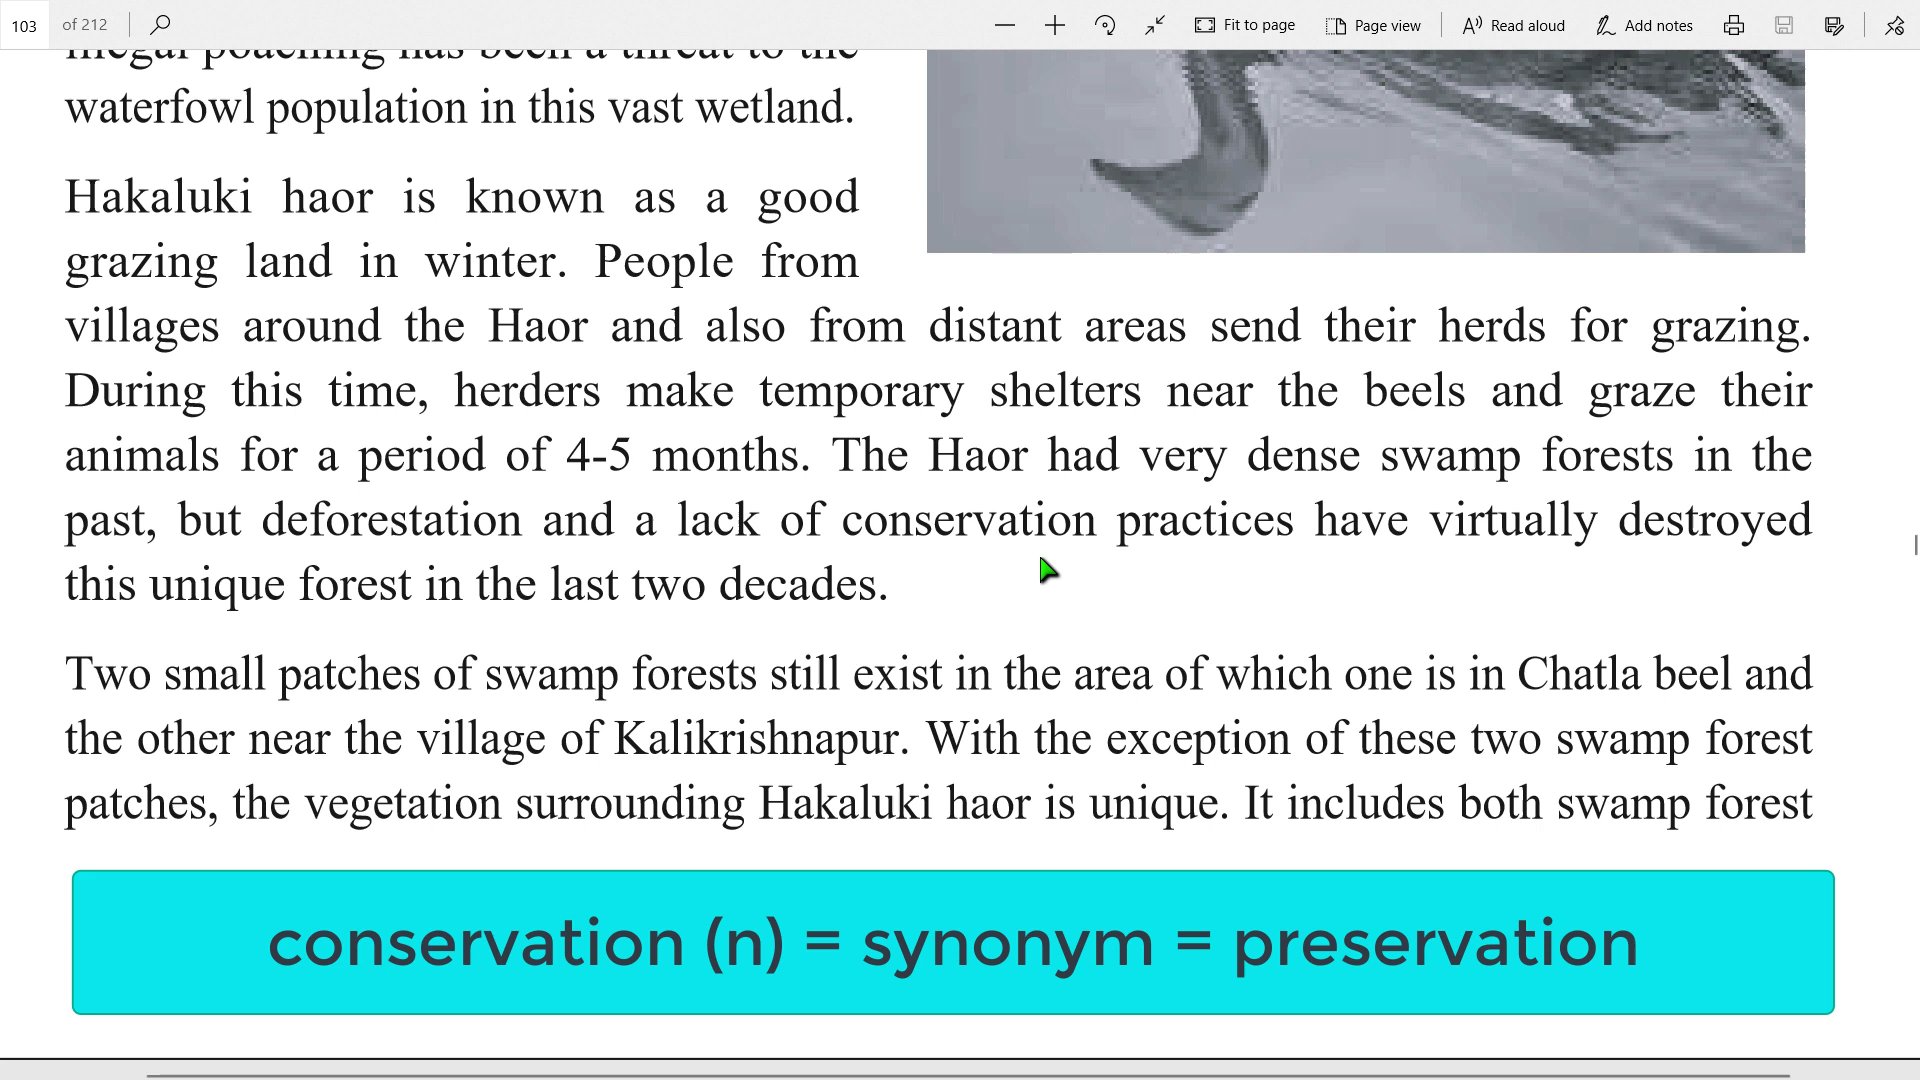 103 of 212 Fit to page Page view Read aloud Add notes
Illegal poaching has been a threat to the
waterfowl population in this vast wetland.
Hakaluki haor is known as a good
grazing land in winter. People from
villages around the Haor and also from distant areas send their herds for grazing.
During this time, herders make temporary shelters near the beels and graze their
animals for a period of 4-5 months. The Haor had very dense swamp forests in the
past, but deforestation and a lack of conservation practices have virtually destroyed
this unique forest in the last two decades.
Two small patches of swamp forests still exist in the area of which one is in Chatla beel and
the other near the village of Kalikrishnapur. With the exception of these two swamp forest
patches, the vegetation surrounding Hakaluki haor is unique. It includes both swamp forest
conservation (n) = synonym = preservation